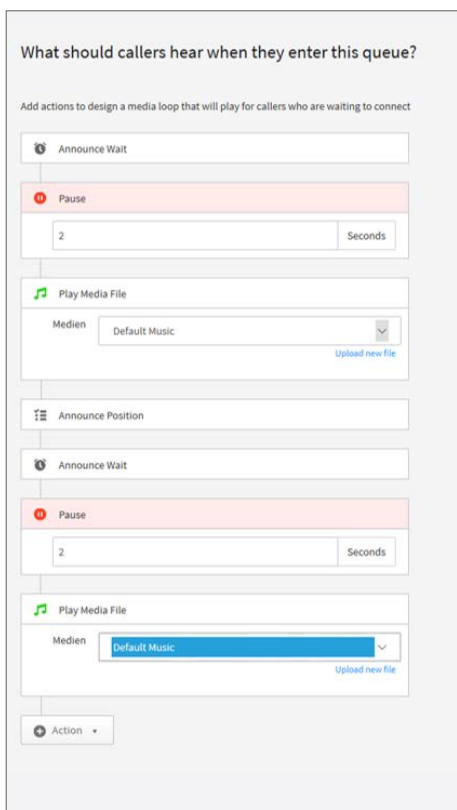 What should callers hear when they enter this queue?
Add actions to design a media loop that will play for callers who are waiting to connect
Announce Wait
Pause
2 Seconds
Play Media File
Medien Default Music
Upload new file
Announce Position
Announce Wait
Pause
2 Seconds
Play Media File
Medien Default Music
Upload new file
Action